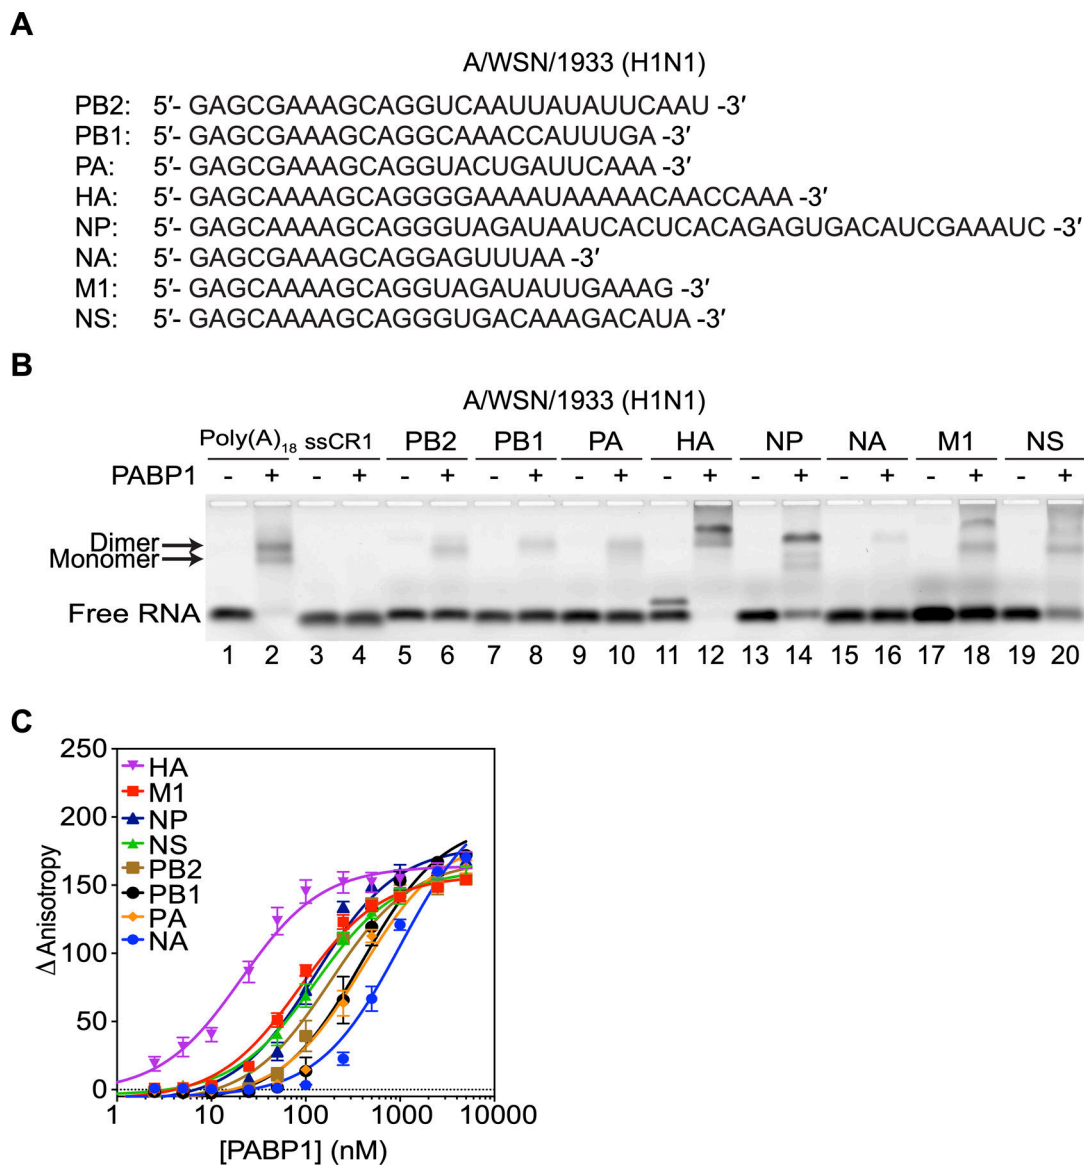 A
A/WSN/1933 (H1N1)
PB2: 5′- GAGCGAAAGCAGGUCAAUUAUAUUCAAU -3′
PB1: 5′- GAGCGAAAGCAGGCAAACCAUUUGA -3′
PA: 5′- GAGCGAAAGCAGGUACUGAUUCAAA -3′
HA: 5′- GAGCAAAAGCAGGGGAAAAUAAAAACAACCAAA -3′
NP: 5′- GAGCAAAAGCAGGGUAGAUAAUCACUCACAGAGUGACAUCGAAAUC -3′
NA: 5′- GAGCGAAAGCAGGAGUUUAA -3′
M1: 5′- GAGCAAAAGCAGGUAGAUAUUGAAAG -3′
NS: 5′- GAGCAAAAGCAGGGUGACAAAGACAUA -3′
B
A/WSN/1933 (H1N1)
Poly(A)18 ssCR1 PB2 PB1 PA HA NP NA M1 NS
PABP1 - + - + - + - + - + - + - + - + - + - +
Dimer
Monomer
Free RNA
1 2 3 4 5 6 7 8 9 10 11 12 13 14 15 16 17 18 19 20
C
250
200
150
100
50
0
Δ Anisotropy
HA
M1
NP
NS
PB2
PB1
PA
NA
1 10 100 1000 10000
[PABP1] (nM)